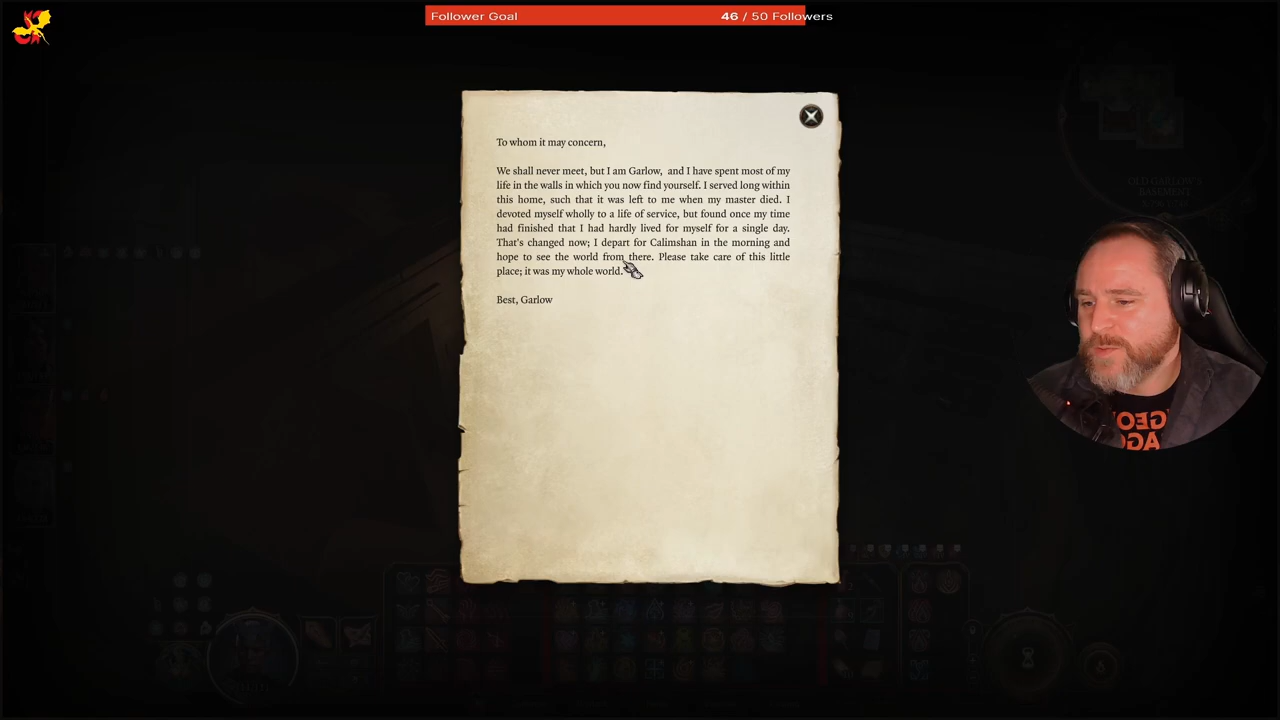 Follower Goal
46 / 50 Followers
To whom it may concern,
We shall never meet, but I am Garlow, and I have spent most of my
life in the walls in which you now find yourself. I served long within
this home, such that it was left to me when my master died. I
devoted myself wholly to a life of service, but found once my time
had finished that I had hardly lived for myself for a single day.
That's changed now; I depart for Calimshan in the morning and
hope to see the world from there. Please take care of this little
place; it was my whole world.
Best, Garlow
OLD GARLOW'S
BASEMENT